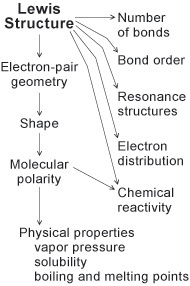 Lewis
Structure
Number
of bonds
Bond order
Electron-pair
geometry
Resonance
structures
Shape
Electron
distribution
Molecular
polarity
Chemical
reactivity
Physical properties
vapor pressure
solubility
boiling and melting points